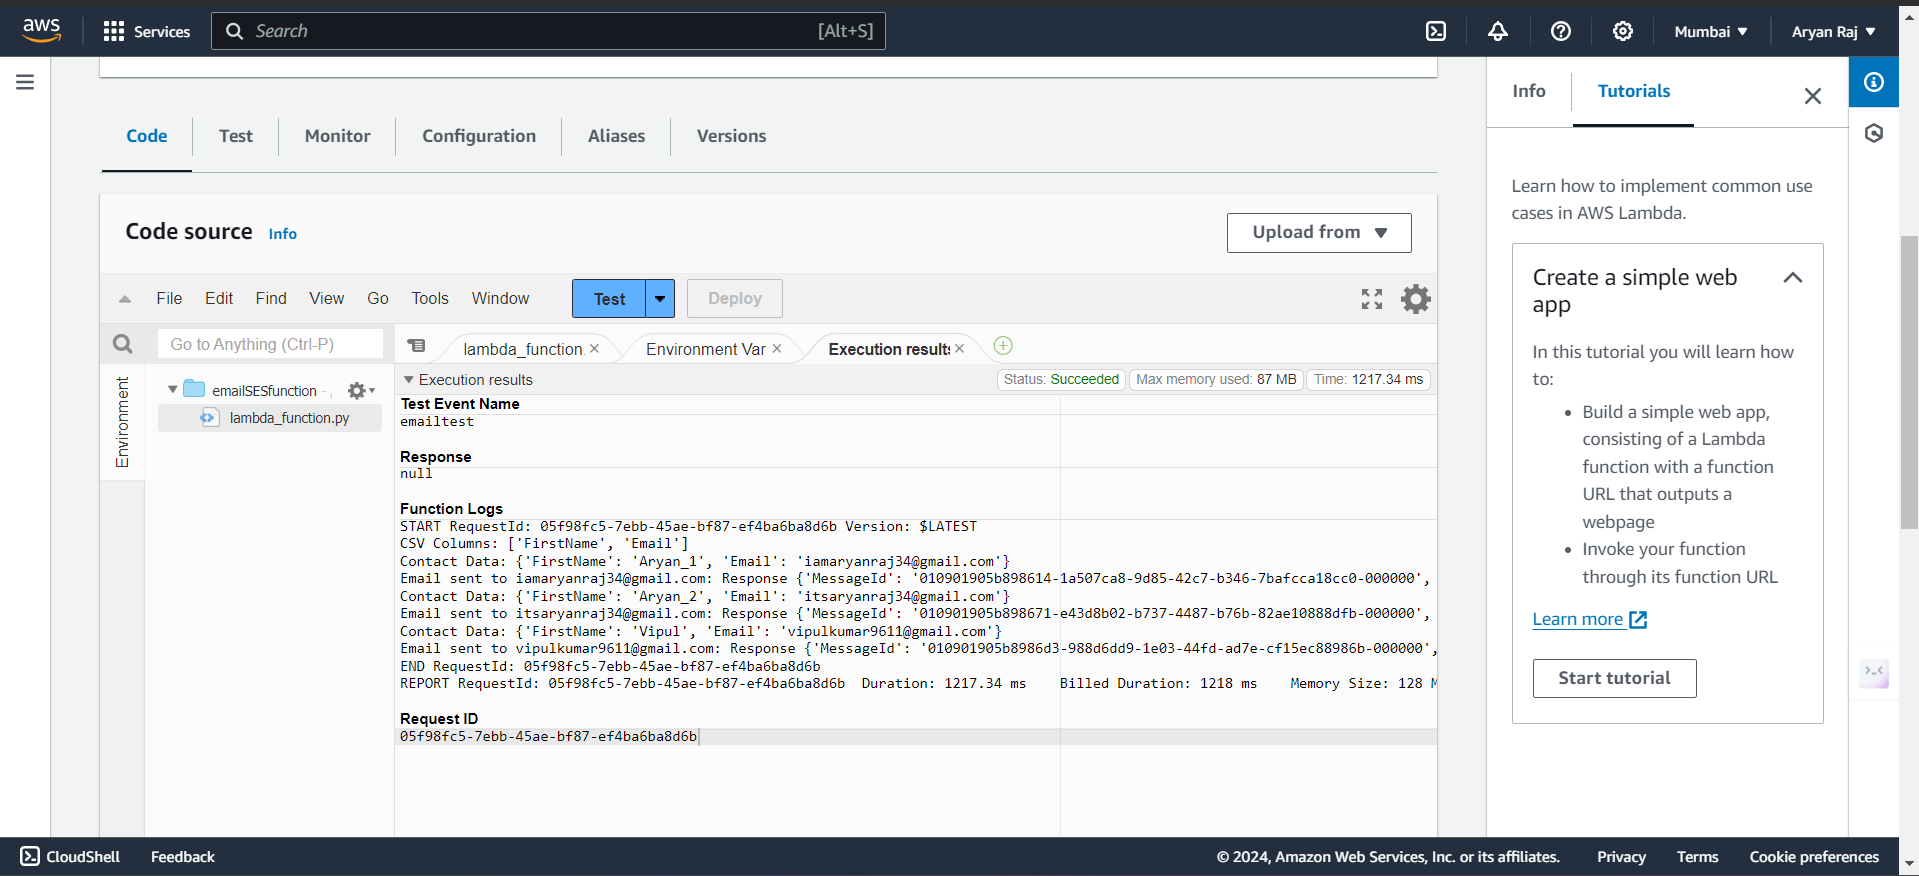 aws
Services
Search
[Alt+S]
Mumbai ▼
Aryan Raj ▼
Code
Test
Monitor
Configuration
Aliases
Versions
Code source Info
Upload from ▼
File Edit Find View Go Tools Window
Test
Deploy
Go to Anything (Ctrl-P)
lambda_function.
Environment Var
Execution results
Environment
emailSESfunction -
lambda_function.py
Execution results
Status: Succeeded
Max memory used: 87 MB
Time: 1217.34 ms
Test Event Name
emailtest
Response
null
Function Logs
START RequestId: 05f98fc5-7ebb-45ae-bf87-ef4ba6ba8d6b Version: $LATEST
CSV Columns: ['FirstName', 'Email']
Contact Data: {'FirstName': 'Aryan_1', 'Email': 'iamaryanraj34@gmail.com'}
Email sent to iamaryanraj34@gmail.com: Response {'MessageId': '010901905b898614-1a507ca8-9d85-42c7-b346-7bafcca18cc0-000000',
Contact Data: {'FirstName': 'Aryan_2', 'Email': 'itsaryanraj34@gmail.com'}
Email sent to itsaryanraj34@gmail.com: Response {'MessageId': '010901905b898671-e43d8b02-b737-4487-b76b-82ae10888dfb-000000',
Contact Data: {'FirstName': 'Vipul', 'Email': 'vipulkumar9611@gmail.com'}
Email sent to vipulkumar9611@gmail.com: Response {'MessageId': '010901905b8986d3-988d6dd9-1e03-44fd-ad7e-cf15ec88986b-000000',
END RequestId: 05f98fc5-7ebb-45ae-bf87-ef4ba6ba8d6b
REPORT RequestId: 05f98fc5-7ebb-45ae-bf87-ef4ba6ba8d6b Duration: 1217.34 ms Billed Duration: 1218 ms Memory Size: 128 M
Request ID
05f98fc5-7ebb-45ae-bf87-ef4ba6ba8d6b
Info
Tutorials
Learn how to implement common use
cases in AWS Lambda.
Create a simple web
app
In this tutorial you will learn how
to:
• Build a simple web app,
consisting of a Lambda
function with a function
URL that outputs a
webpage
• Invoke your function
through its function URL
Learn more
Start tutorial
CloudShell
Feedback
© 2024, Amazon Web Services, Inc. or its affiliates.
Privacy
Terms
Cookie preferences